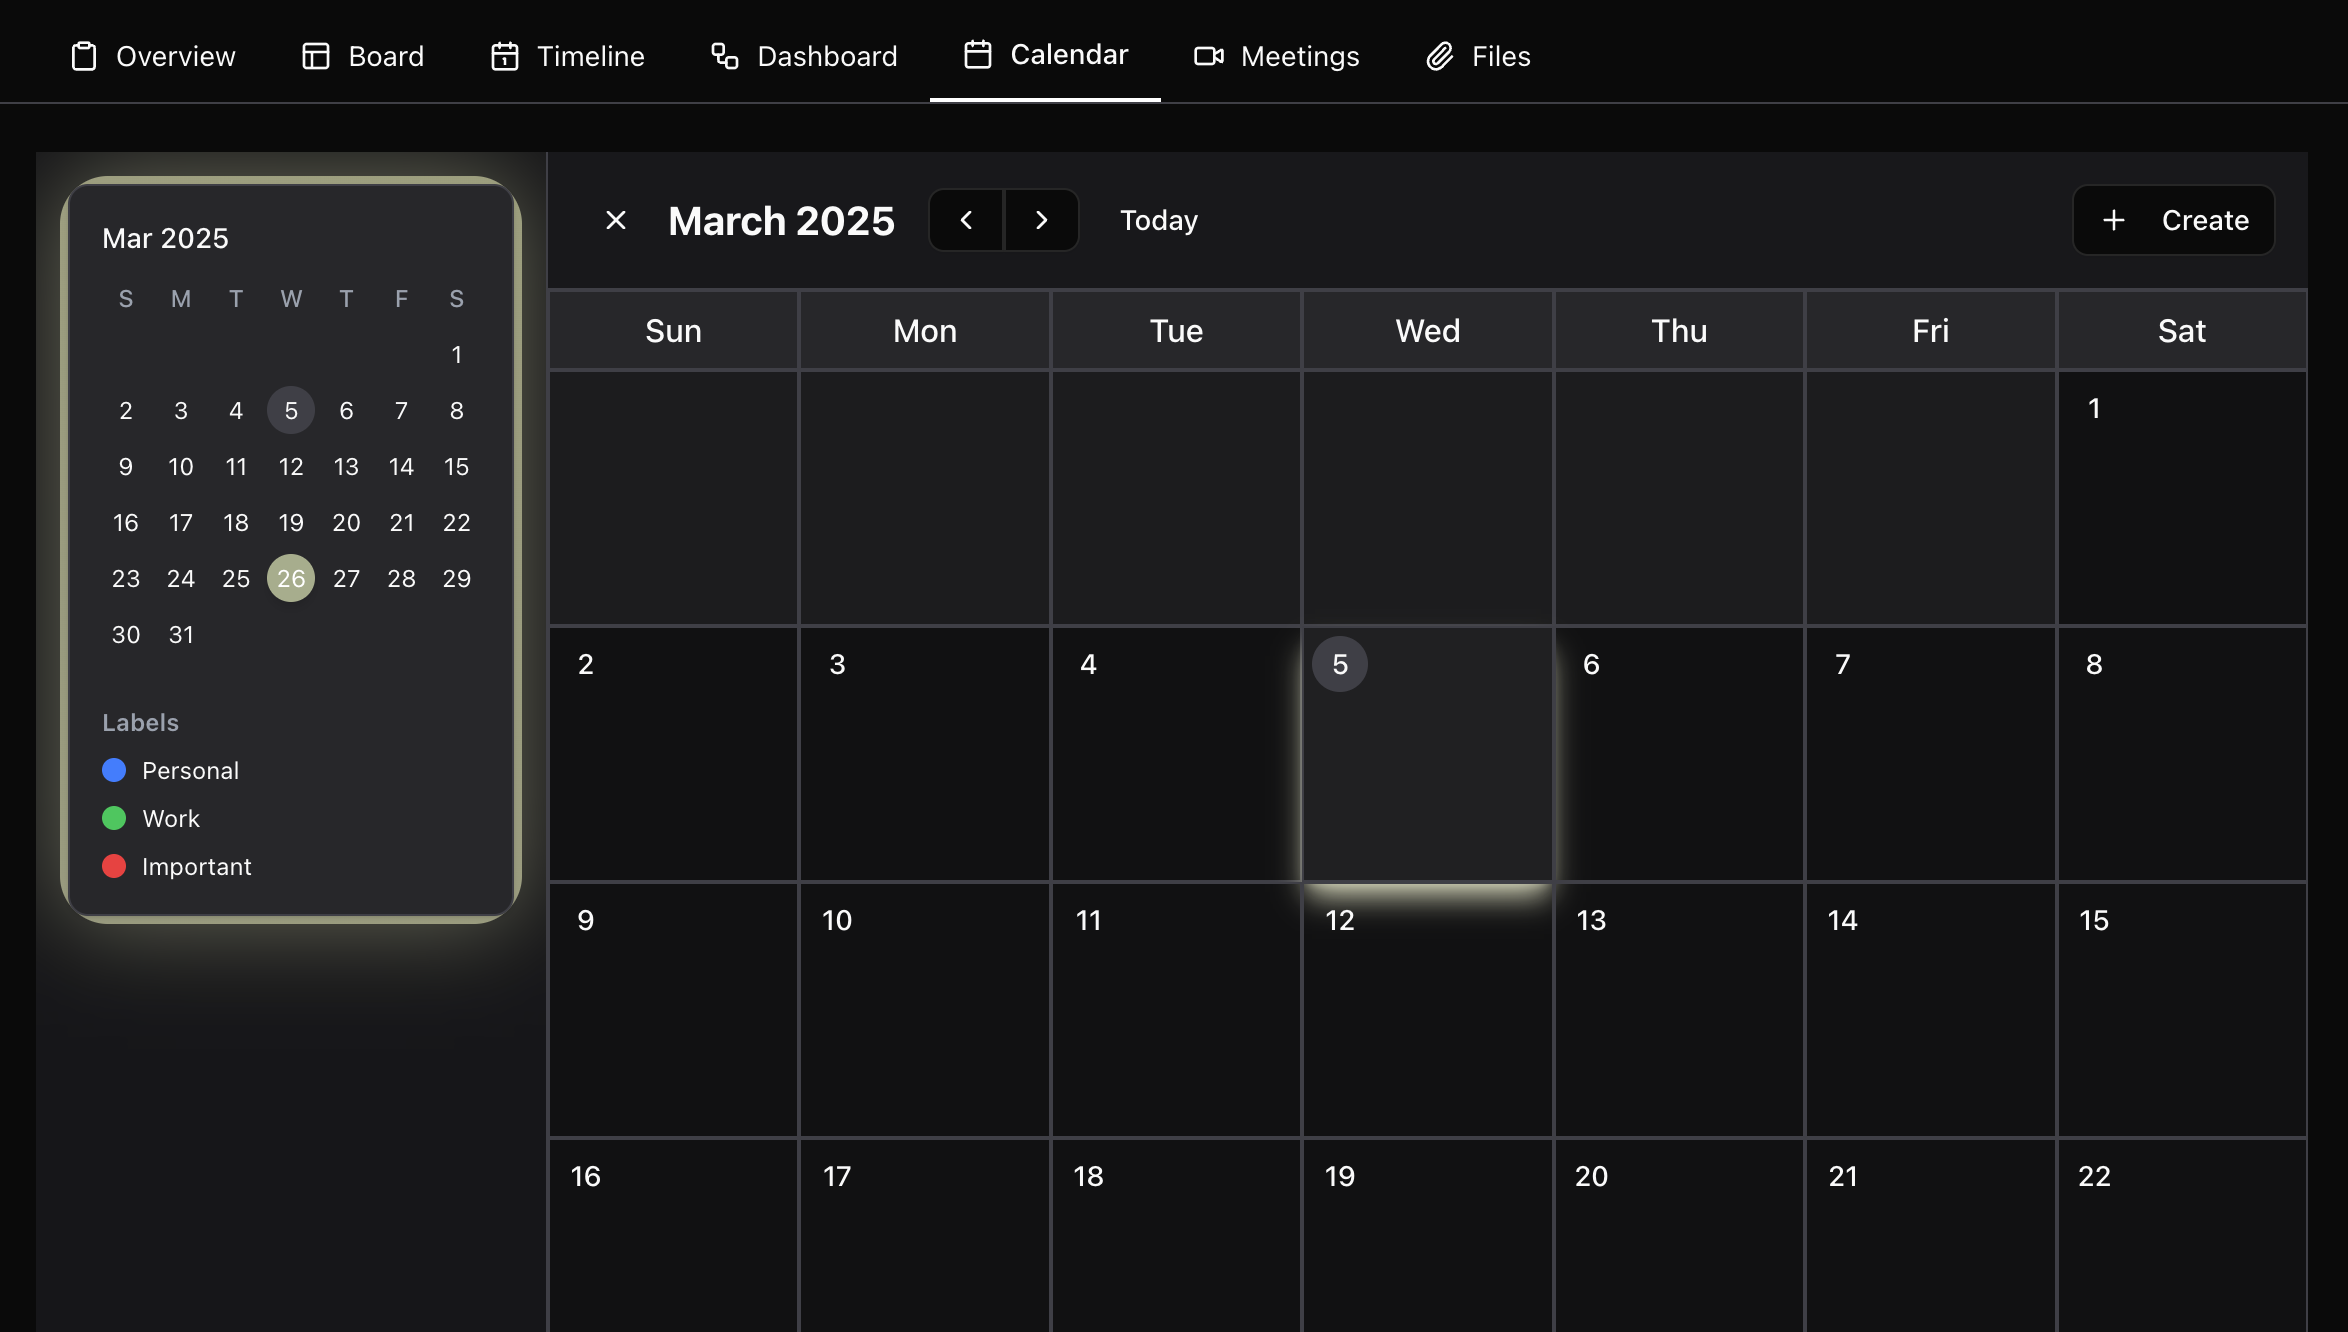 Overview Board Timeline Dashboard Calendar Meetings Files
Mar 2025
S M T W T F S
1
2 3 4 5 6 7 8
9 10 11 12 13 14 15
16 17 18 19 20 21 22
23 24 25 26 27 28 29
30 31
Labels
Personal
Work
Important
March 2025 Today Create
Sun Mon Tue Wed Thu Fri Sat
1
2 3 4 5 6 7 8
9 10 11 12 13 14 15
16 17 18 19 20 21 22